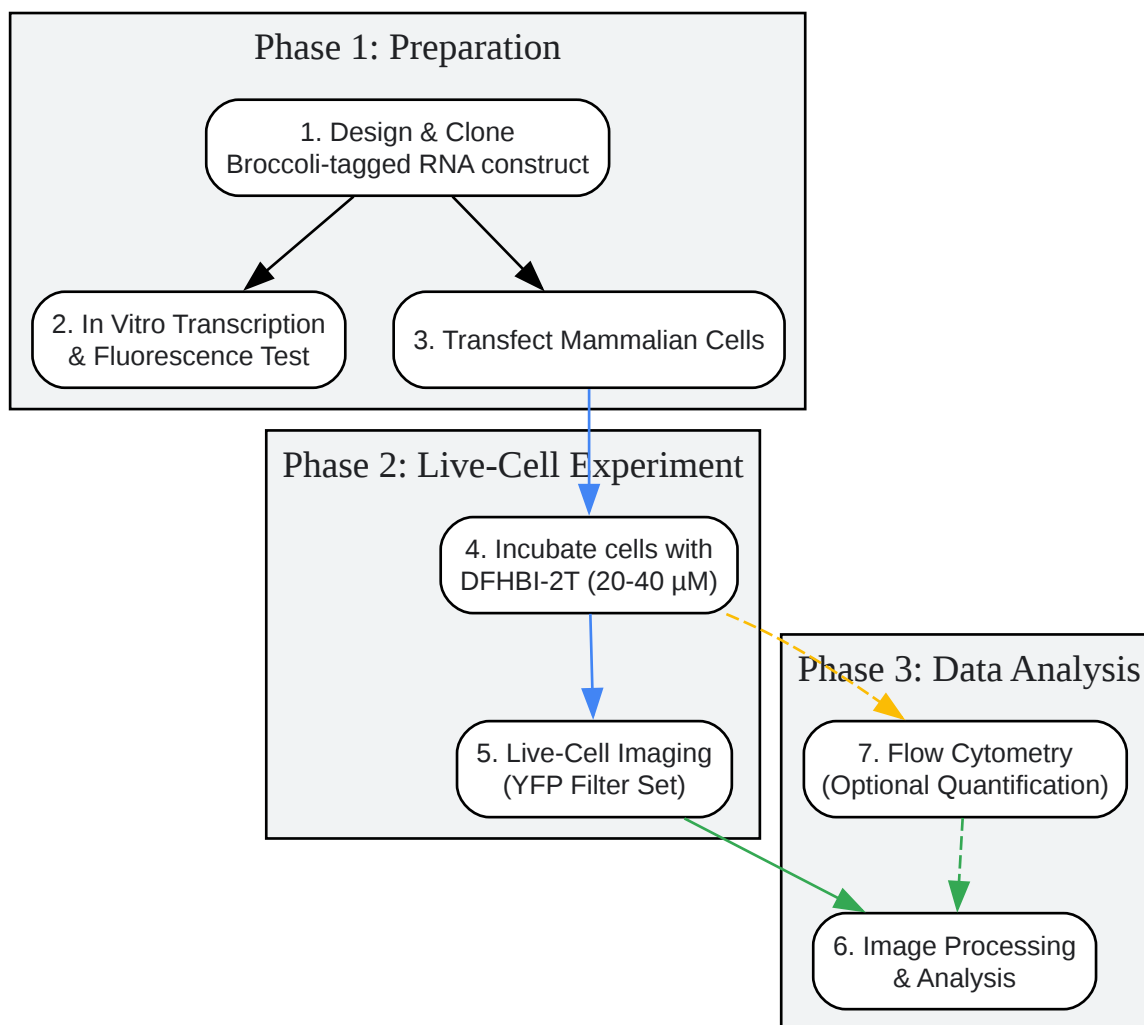 Phase 1: Preparation
1. Design & Clone
Broccoli-tagged RNA construct
2. In Vitro Transcription
& Fluorescence Test
3. Transfect Mammalian Cells
Phase 2: Live-Cell Experiment
4. Incubate cells with
DFHBI-2T (20-40 µM)
5. Live-Cell Imaging
(YFP Filter Set)
Phase 3: Data Analysis
7. Flow Cytometry
(Optional Quantification)
6. Image Processing
& Analysis